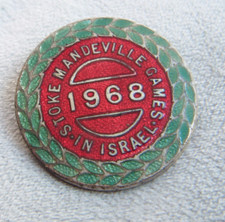 STOKE MANDEVILLE GAMES
1968
· IN ISRAEL ·